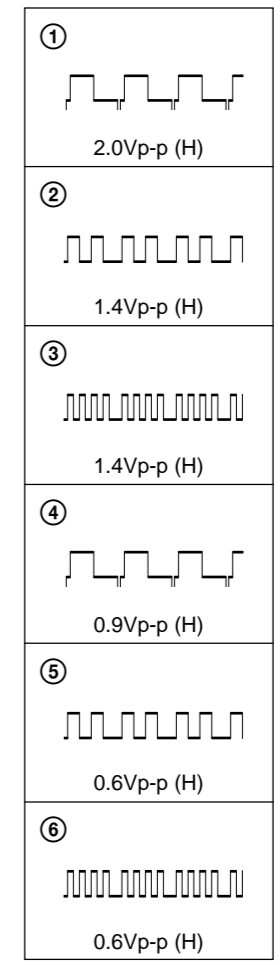 ①
2.0Vp-p (H)
②
1.4Vp-p (H)
③
1.4Vp-p (H)
④
0.9Vp-p (H)
⑤
0.6Vp-p (H)
⑥
0.6Vp-p (H)